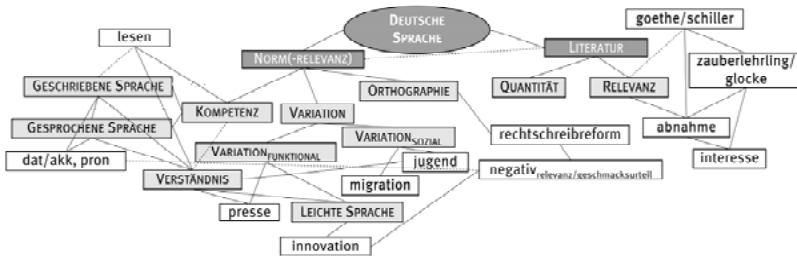 DEUTSCHE
SPRACHE
goethe/schiller
lesen
LITERATUR
NORM(-RELEVANZ)
zauberlehrling/
glocke
GESCHRIEBENE SPRACHE
ORTHOGRAPHIE
QUANTITÄT
RELEVANZ
KOMPETENZ
VARIATION
GESPROCHENE SPRACHE
abnahme
VARIATIONSOZIAL
rechtschreibreform
VARIATIONFUNKTIONAL
interesse
dat/akk, pron
jugend
negativrelevanz/geschmacksurteil
VERSTÄNDNIS
migration
presse
LEICHTE SPRACHE
innovation